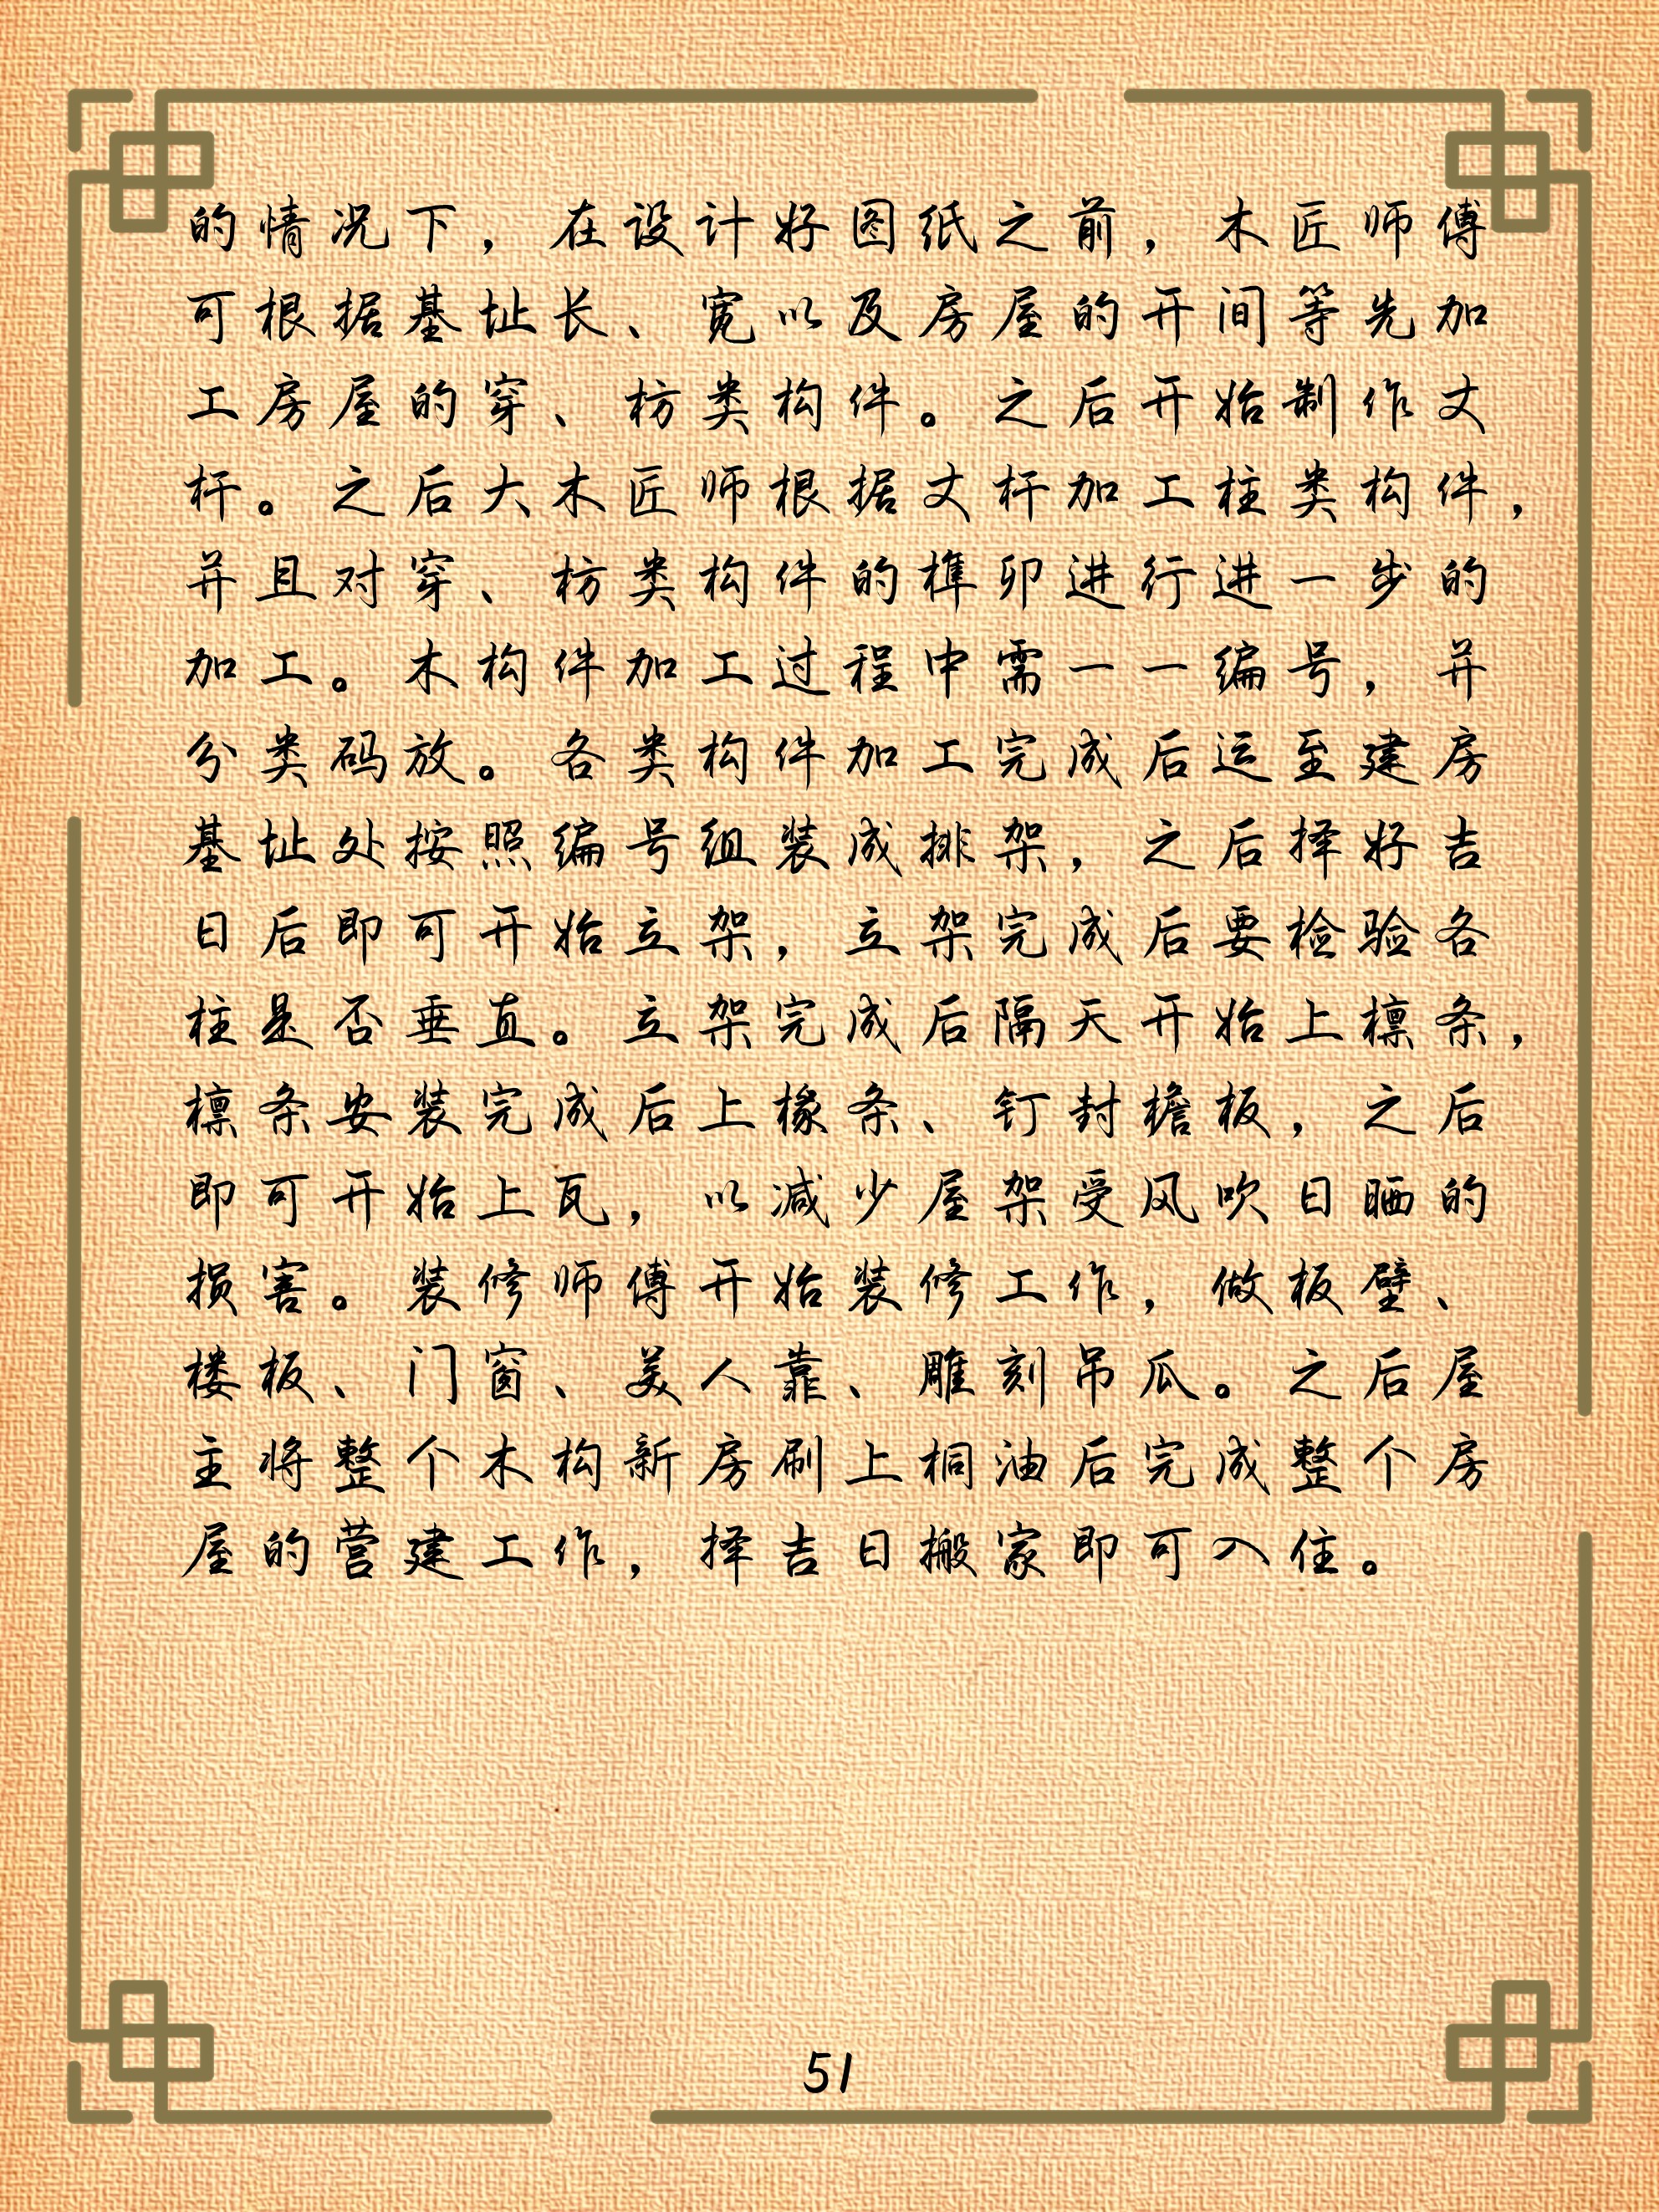 的情况下，在设计好图纸之前，木匠师傅
可根据基址长、宽以及房屋的开间等先加
工房屋的穿、枋类构件。之后开始制作丈
杆。之后大木匠师根据丈杆加工柱类构件，
并且对穿、枋类构件的榫卯进行进一步的
加工。木构件加工过程中需一一编号，并
分类码放。各类构件加工完成后运至建房
基址处按照编号组装成排架，之后择好吉
日后即可开始立架，立架完成后要检验各
柱是否垂直。立架完成后隔天开始上檩条，
檩条安装完成后上椽条、钉封檐板，之后
即可开始上瓦，以减少屋架受风吹日晒的
损害。装修师傅开始装修工作，做板壁、
楼板、门窗、美人靠、雕刻吊瓜。之后屋
主将整个木构新房刷上桐油后完成整个房
屋的营建工作，择吉日搬家即可入住。
51